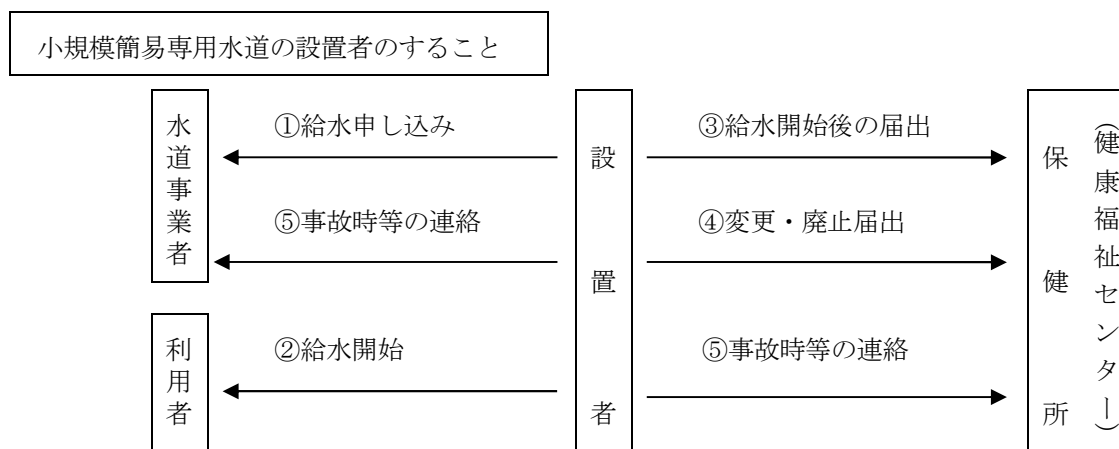 小規模簡易専用水道の設置者のすること
水道事業者
①給水申し込み
⑤事故時等の連絡
利用者
②給水開始
設置者
③給水開始後の届出
④変更・廃止届出
⑤事故時等の連絡
保健所
（健康福祉センター）